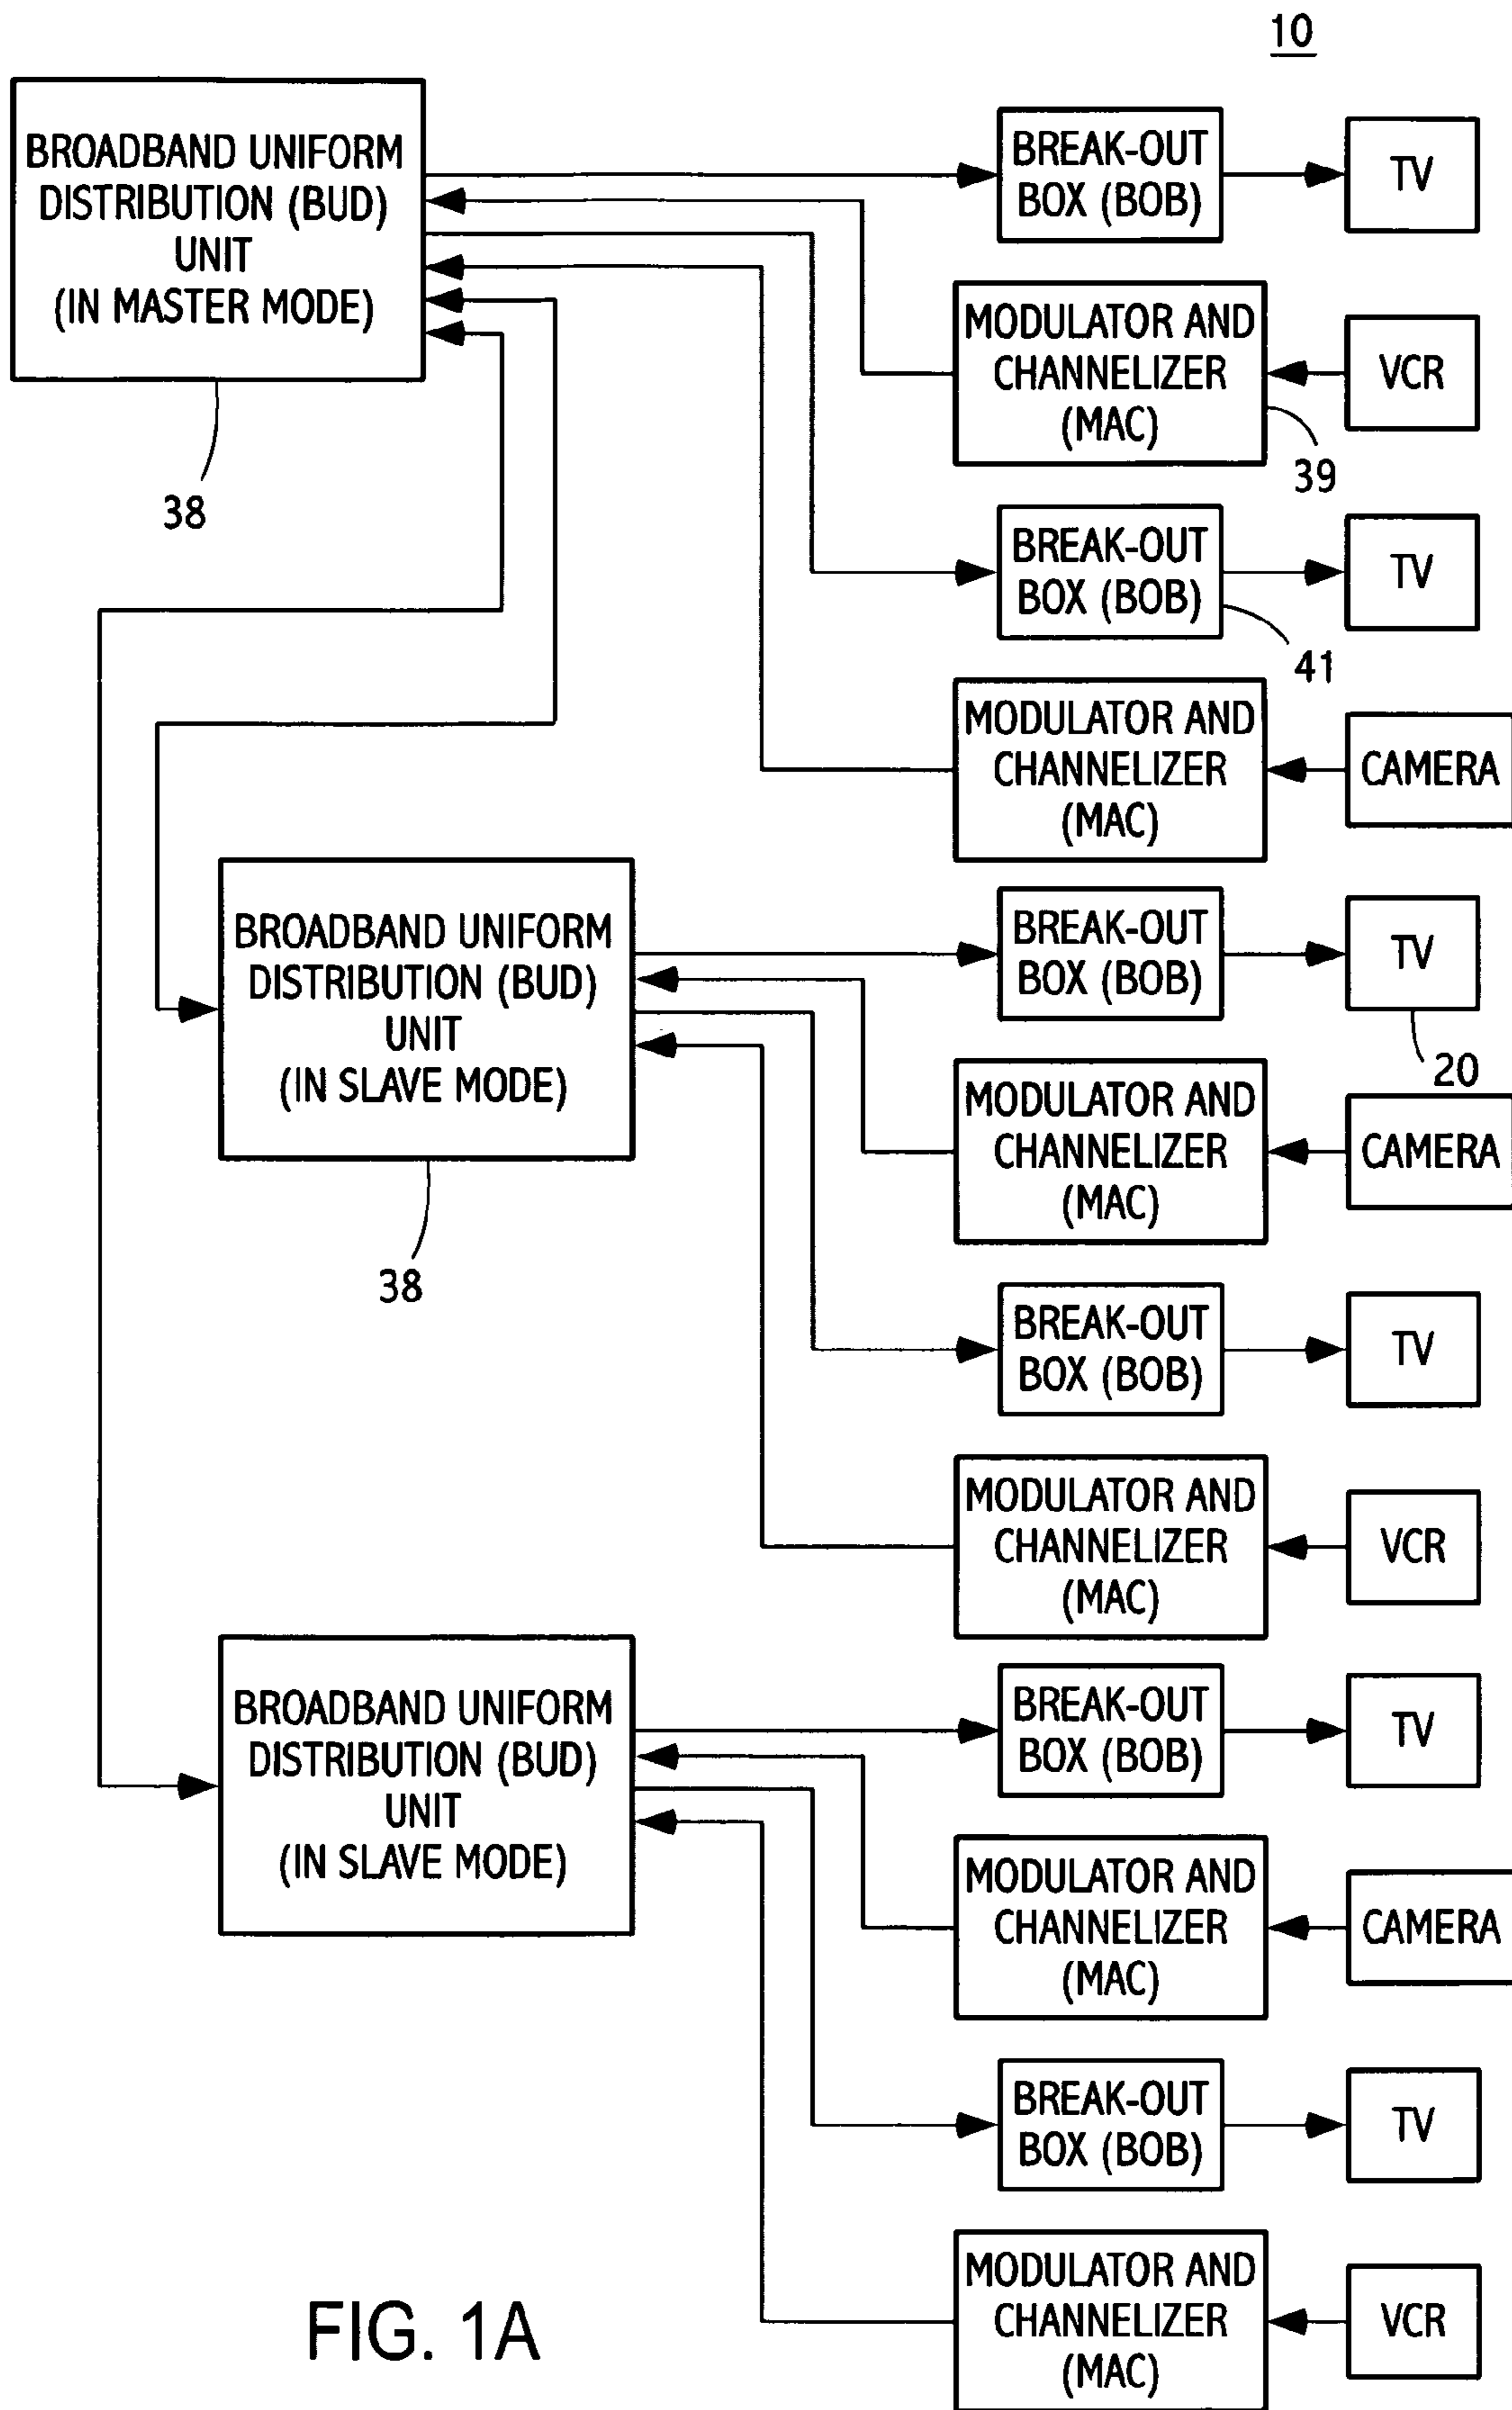 10
BROADBAND UNIFORM
DISTRIBUTION (BUD)
UNIT
(IN MASTER MODE)
38
BREAK-OUT
BOX (BOB)
TV
MODULATOR AND
CHANNELIZER
(MAC)
39
VCR
BREAK-OUT
BOX (BOB)
41
TV
MODULATOR AND
CHANNELIZER
(MAC)
CAMERA
BROADBAND UNIFORM
DISTRIBUTION (BUD)
UNIT
(IN SLAVE MODE)
38
BREAK-OUT
BOX (BOB)
TV
20
MODULATOR AND
CHANNELIZER
(MAC)
CAMERA
BREAK-OUT
BOX (BOB)
TV
MODULATOR AND
CHANNELIZER
(MAC)
VCR
BROADBAND UNIFORM
DISTRIBUTION (BUD)
UNIT
(IN SLAVE MODE)
BREAK-OUT
BOX (BOB)
TV
MODULATOR AND
CHANNELIZER
(MAC)
CAMERA
BREAK-OUT
BOX (BOB)
TV
MODULATOR AND
CHANNELIZER
(MAC)
VCR
FIG. 1A